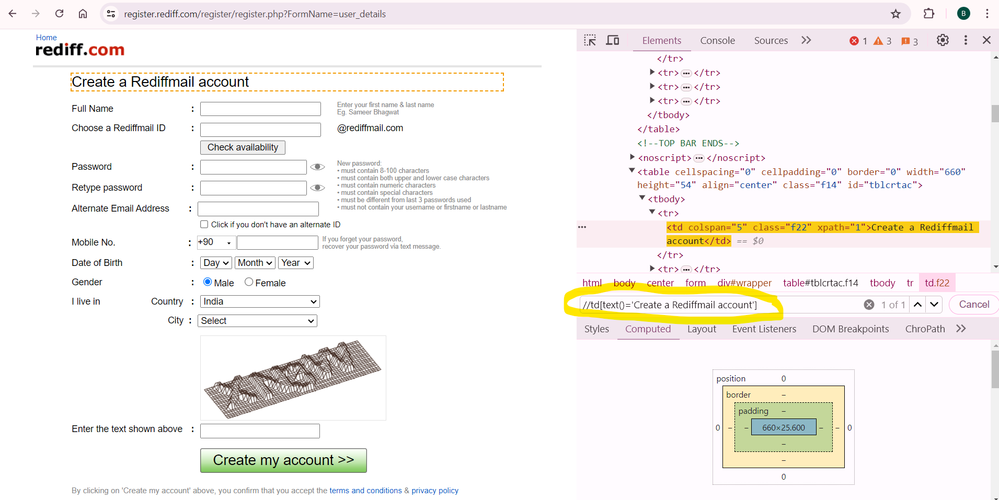 register.rediff.com/register/register.php?FormName=user_details
B
Home
rediff.com
Create a Rediffmail account
Full Name :
Enter your first name & last name
Eg. Sameer Bhagwat
Choose a Rediffmail ID : @rediffmail.com
Check availability
Password :
Retype password :
New password:
• must contain 8-100 characters
• must contain both upper and lower case characters
• must contain numeric characters
• must contain special characters
• must be different from last 3 passwords used
• must not contain your username or firstname or lastname
Alternate Email Address :
Click if you don't have an alternate ID
Mobile No. : +90
If you forget your password,
recover your password via text message.
Date of Birth : Day Month Year
Gender : Male Female
I live in Country : India
City : Select
Enter the text shown above :
Create my account >>
By clicking on 'Create my account' above, you confirm that you accept the terms and conditions & privacy policy
Elements Console Sources 1 3 3
</tr>
<tr>…</tr>
<tr>…</tr>
<tr>…</tr>
</tbody>
</table>
<!--TOP BAR ENDS-->
<noscript>…</noscript>
<table cellspacing="0" cellpadding="0" border="0" width="660"
height="54" align="center" class="f14" id="tblcrtac">
<tbody>
<tr>
<td colspan="5" class="f22" xpath="1">Create a Rediffmail
account</td> == $0
</tr>
<tr>…</tr>
html body center form div#wrapper table#tblcrtac.f14 tbody tr td.f22
//td[text()='Create a Rediffmail account'] 1 of 1 Cancel
Styles Computed Layout Event Listeners DOM Breakpoints ChroPath
position 0
border –
padding –
0 – – 660×25.600 – – 0
–
–
0